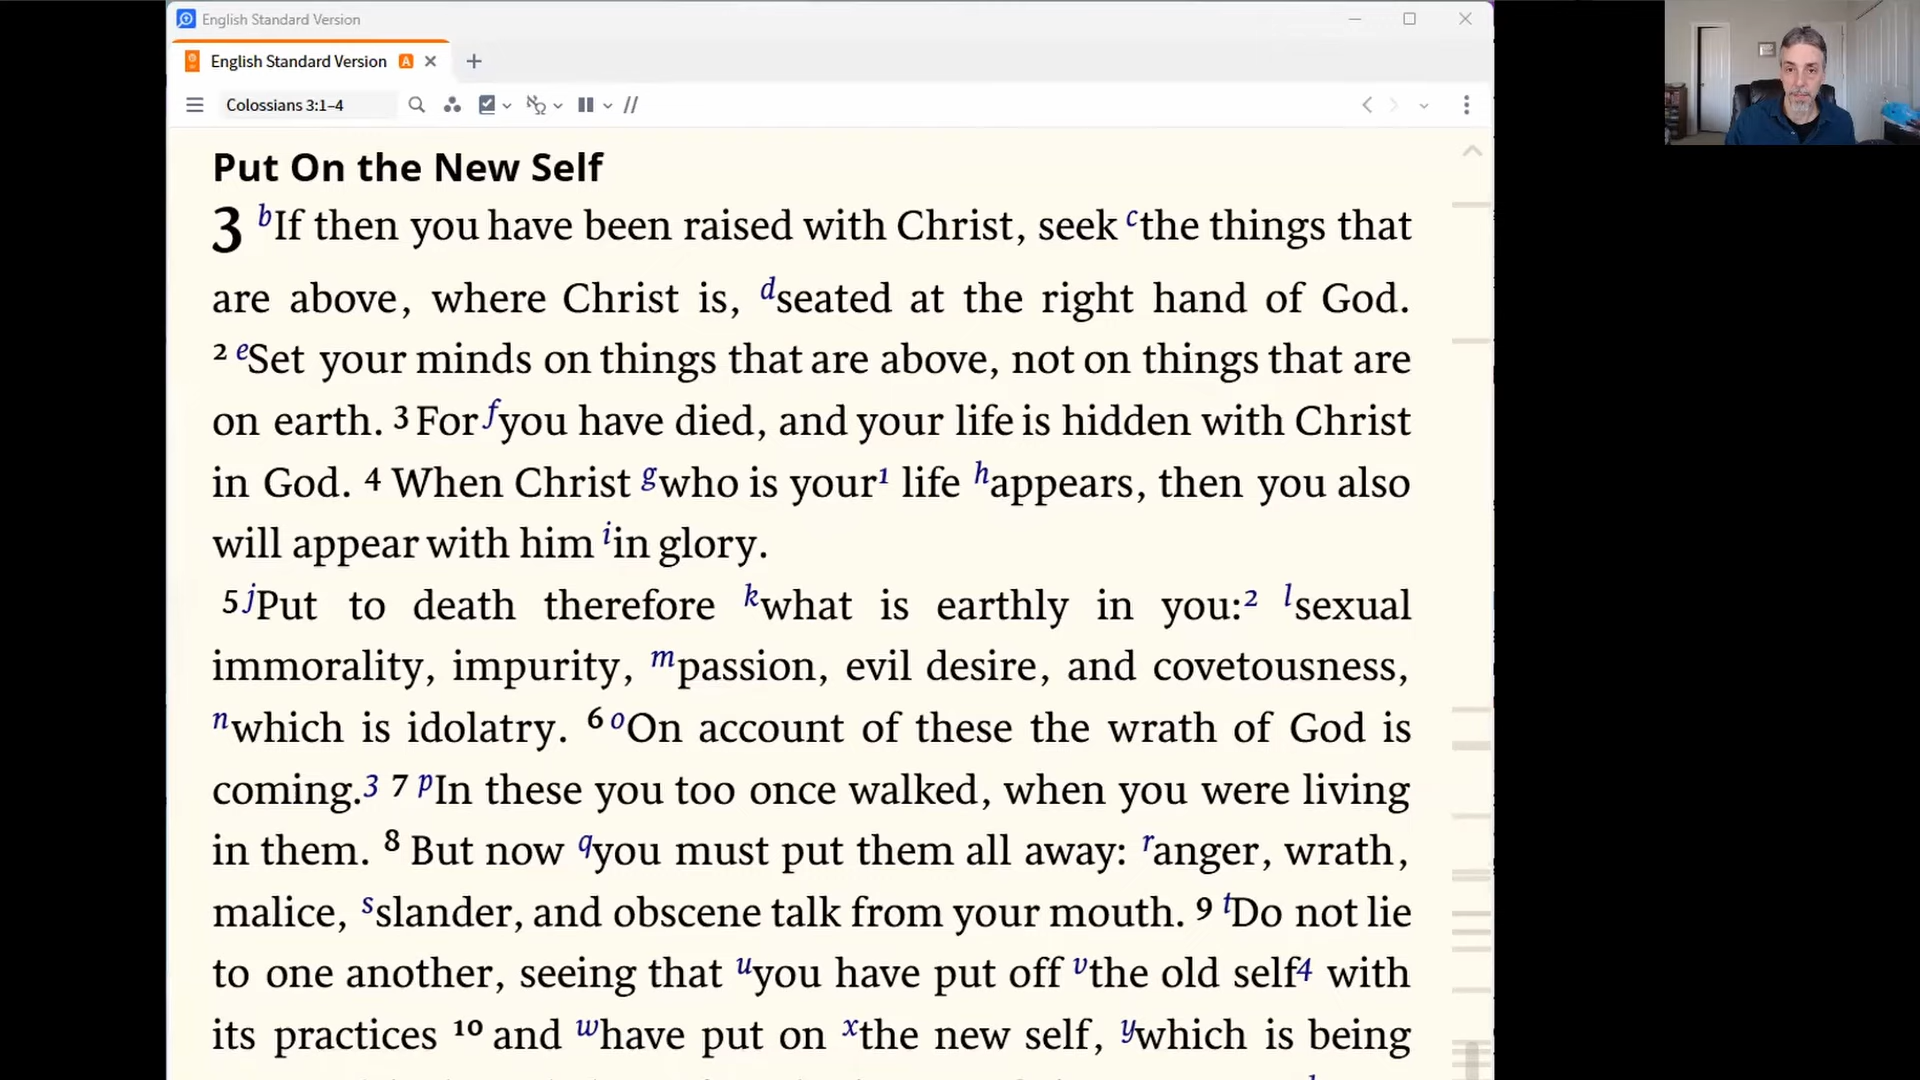 English Standard Version
English Standard Version A
Colossians 3:1–4
Put On the New Self
3 bIf then you have been raised with Christ, seek cthe things that
are above, where Christ is, dseated at the right hand of God.
2 eSet your minds on things that are above, not on things that are
on earth. 3 For fyou have died, and your life is hidden with Christ
in God. 4 When Christ gwho is your1 life happears, then you also
will appear with him iin glory.
5 jPut to death therefore kwhat is earthly in you:2 lsexual
immorality, impurity, mpassion, evil desire, and covetousness,
nwhich is idolatry. 6 oOn account of these the wrath of God is
coming.3 7 pIn these you too once walked, when you were living
in them. 8 But now qyou must put them all away: ranger, wrath,
malice, sslander, and obscene talk from your mouth. 9 tDo not lie
to one another, seeing that uyou have put off vthe old self4 with
its practices 10 and whave put on xthe new self, ywhich is being